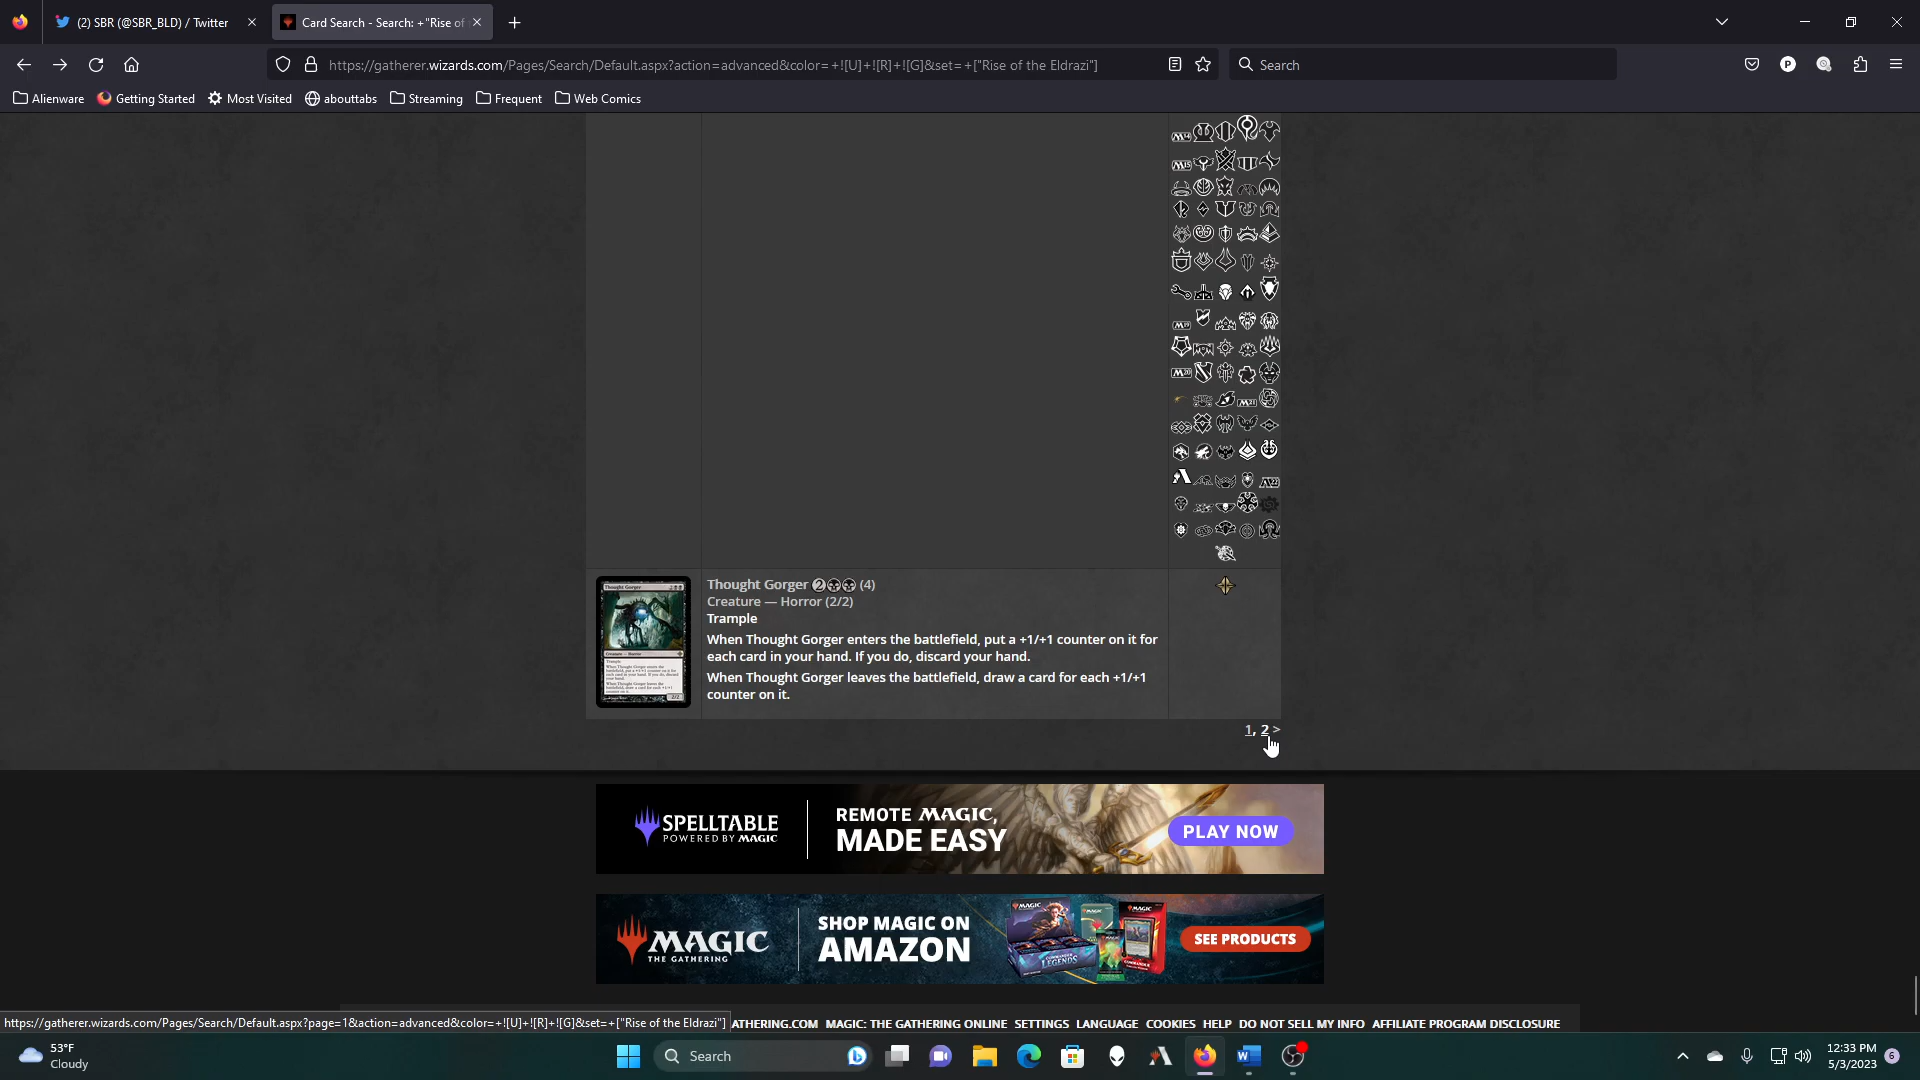 (2) SBR (@SBR_BLD) / Twitter
Card Search - Search: +"Rise of
https://gatherer.wizards.com/Pages/Search/Default.aspx?action=advanced&color=+![U]+![R]+![G]&set=+["Rise of the Eldrazi"]
Search
Alienware Getting Started Most Visited abouttabs Streaming Frequent Web Comics
Thought Gorger 2 (4)
Creature — Horror (2/2)
Trample
When Thought Gorger enters the battlefield, put a +1/+1 counter on it for
each card in your hand. If you do, discard your hand.
When Thought Gorger leaves the battlefield, draw a card for each +1/+1
counter on it.
1, 2 >
SPELLTABLE
POWERED BY MAGIC
REMOTE MAGIC,
MADE EASY
PLAY NOW
MAGIC
THE GATHERING
SHOP MAGIC ON
AMAZON
SEE PRODUCTS
https://gatherer.wizards.com/Pages/Search/Default.aspx?page=1&action=advanced&color=+![U]+![R]+![G]&set=+["Rise of the Eldrazi"]
ATHERING.COM MAGIC: THE GATHERING ONLINE SETTINGS LANGUAGE COOKIES HELP DO NOT SELL MY INFO AFFILIATE PROGRAM DISCLOSURE
53°F
Cloudy
Search
12:33 PM
5/3/2023
6